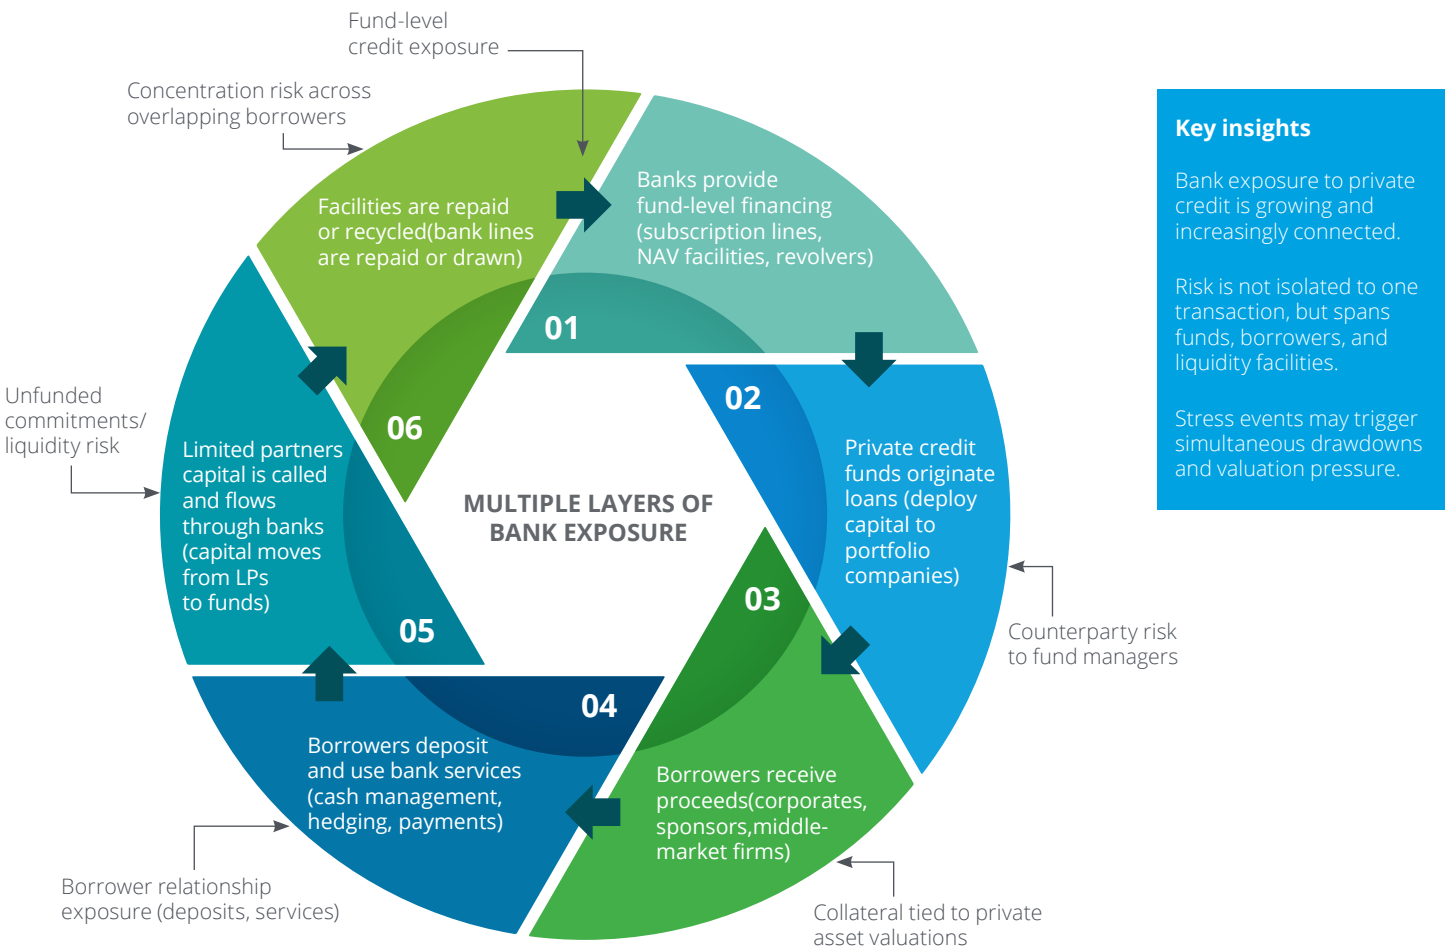 Fund-level
credit exposure
Concentration risk across
overlapping borrowers
Facilities are repaid
or recycled(bank lines
are repaid or drawn)
Banks provide
fund-level financing
(subscription lines,
NAV facilities, revolvers)
01
02
Private credit
funds originate
loans (deploy
capital to
portfolio
companies)
03
Borrowers receive
proceeds(corporates,
sponsors,middle-
market firms)
04
Borrowers deposit
and use bank services
(cash management,
hedging, payments)
05
Limited partners
capital is called
and flows
through banks
(capital moves
from LPs
to funds)
06
MULTIPLE LAYERS OF
BANK EXPOSURE
Unfunded
commitments/
liquidity risk
Counterparty risk
to fund managers
Borrower relationship
exposure (deposits, services)
Collateral tied to private
asset valuations
Key insights
Bank exposure to private
credit is growing and
increasingly connected.
Risk is not isolated to one
transaction, but spans
funds, borrowers, and
liquidity facilities.
Stress events may trigger
simultaneous drawdowns
and valuation pressure.